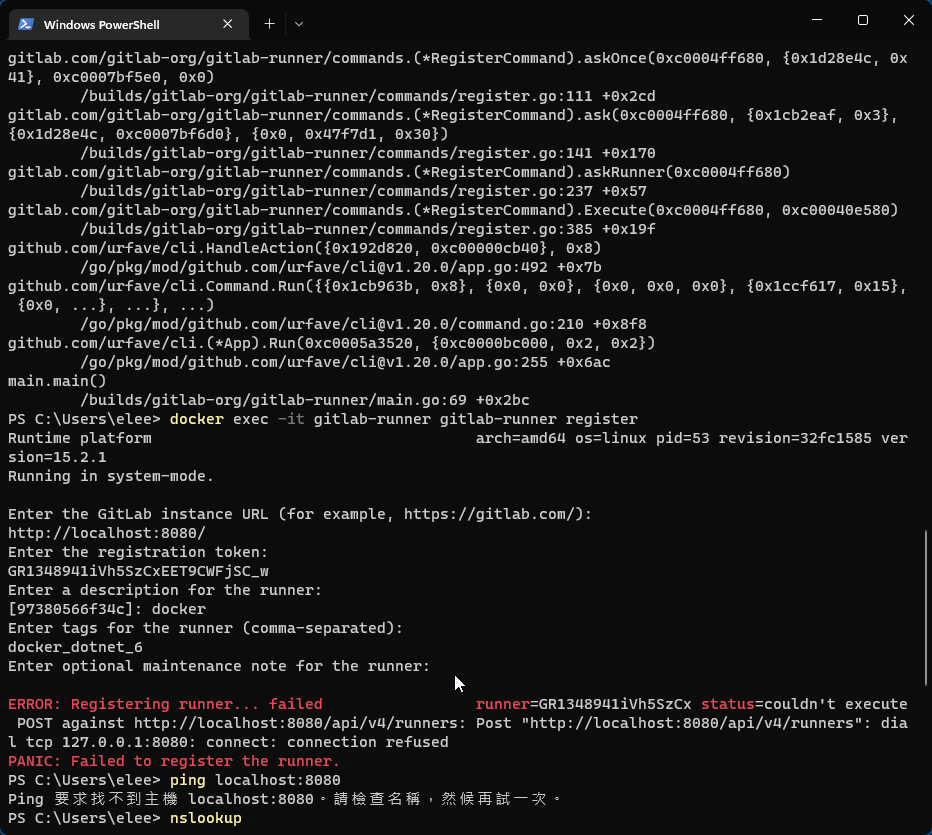 Windows PowerShell
gitlab.com/gitlab-org/gitlab-runner/commands.(*RegisterCommand).askOnce(0xc0004ff680, {0x1d28e4c, 0x
41}, 0xc0007bf5e0, 0x0)
/builds/gitlab-org/gitlab-runner/commands/register.go:111 +0x2cd
gitlab.com/gitlab-org/gitlab-runner/commands.(*RegisterCommand).ask(0xc0004ff680, {0x1cb2eaf, 0x3},
{0x1d28e4c, 0xc0007bf6d0}, {0x0, 0x47f7d1, 0x30})
/builds/gitlab-org/gitlab-runner/commands/register.go:141 +0x170
gitlab.com/gitlab-org/gitlab-runner/commands.(*RegisterCommand).askRunner(0xc0004ff680)
/builds/gitlab-org/gitlab-runner/commands/register.go:237 +0x57
gitlab.com/gitlab-org/gitlab-runner/commands.(*RegisterCommand).Execute(0xc0004ff680, 0xc00040e580)
/builds/gitlab-org/gitlab-runner/commands/register.go:385 +0x19f
github.com/urfave/cli.HandleAction({0x192d820, 0xc00000cb40}, 0x8)
/go/pkg/mod/github.com/urfave/cli@v1.20.0/app.go:492 +0x7b
github.com/urfave/cli.Command.Run({{0x1cb963b, 0x8}, {0x0, 0x0}, {0x0, 0x0, 0x0}, {0x1ccf617, 0x15},
{0x0, ...}, ...}, ...)
/go/pkg/mod/github.com/urfave/cli@v1.20.0/command.go:210 +0x8f8
github.com/urfave/cli.(*App).Run(0xc0005a3520, {0xc0000bc000, 0x2, 0x2})
/go/pkg/mod/github.com/urfave/cli@v1.20.0/app.go:255 +0x6ac
main.main()
/builds/gitlab-org/gitlab-runner/main.go:69 +0x2bc
PS C:\Users\elee> docker exec -it gitlab-runner gitlab-runner register
Runtime platform arch=amd64 os=linux pid=53 revision=32fc1585 ver
sion=15.2.1
Running in system-mode.
Enter the GitLab instance URL (for example, https://gitlab.com/):
http://localhost:8080/
Enter the registration token:
GR1348941iVh5SzCxEET9CWFjSC_w
Enter a description for the runner:
[97380566f34c]: docker
Enter tags for the runner (comma-separated):
docker_dotnet_6
Enter optional maintenance note for the runner:
ERROR: Registering runner... failed runner=GR1348941iVh5SzCx status=couldn't execute
POST against http://localhost:8080/api/v4/runners: Post "http://localhost:8080/api/v4/runners": dia
l tcp 127.0.0.1:8080: connect: connection refused
PANIC: Failed to register the runner.
PS C:\Users\elee> ping localhost:8080
Ping 要求找不到主機 localhost:8080。請檢查名稱，然候再試一次。
PS C:\Users\elee> nslookup